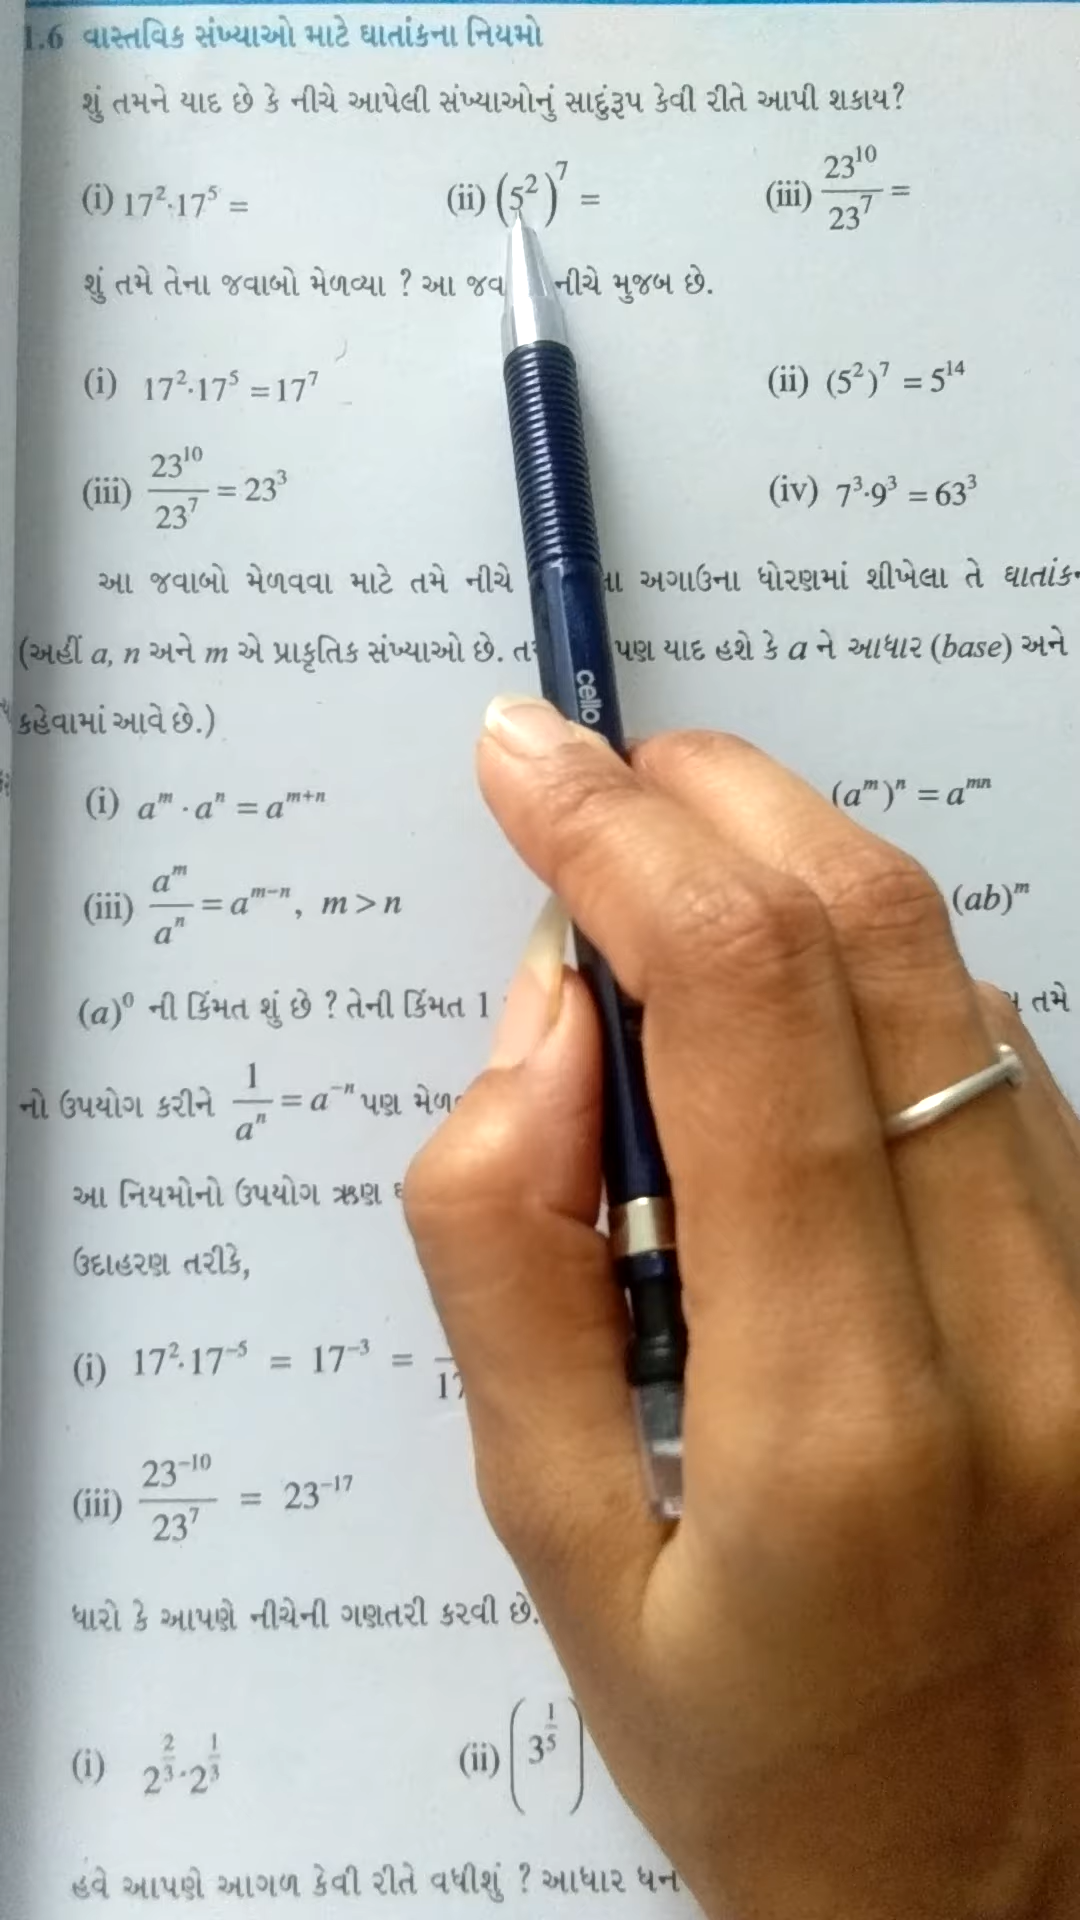 1.6 વાસ્તવિક સંખ્યાઓ માટે ઘાતાંકના નિયમો
શું તમને યાદ છે કે નીચે આપેલી સંખ્યાઓનું સાદુંરૂપ કેવી રીતે આપી શકાય?
(i) 17²·17⁵ = (ii) (5²)⁷ = (iii) 23¹⁰/23⁷ =
શું તમે તેના જવાબો મેળવ્યા ? આ નીચે મુજબ છે.
(i) 17²·17⁵ = 17⁷ (ii) (5²)⁷ = 5¹⁴
(iii) 23¹⁰/23⁷ = 23³ (iv) 7³·9³ = 63³
આ જવાબો મેળવવા માટે તમે નીચે અગાઉના ધોરણમાં શીખેલા તે
(અહીં a, n અને m એ પ્રાકૃતિક સંખ્યાઓ છે. પણ યાદ હશે કે a ને આધાર (base) અને
કહેવામાં આવે છે.)
(i) aᵐ · aⁿ = aᵐ⁺ⁿ (aᵐ)ⁿ = aᵐⁿ
(iii) aᵐ/aⁿ = aᵐ⁻ⁿ, m > n (ab)ᵐ
(a)⁰ ની કિંમત શું છે ? તેની કિંમત 1 તમે
નો ઉપયોગ કરીને 1/aⁿ = a⁻ⁿ પણ
આ નિયમોનો ઉપયોગ ઋણ
ઉદાહરણ તરીકે,
(i) 17²·17⁻⁵ = 17⁻³ =
(iii) 23⁻¹⁰/23⁷ = 23⁻¹⁷
ધારો કે આપણે નીચેની ગણતરી કરવી છે.
(i) 2^(2/3)·2^(1/3) (ii) (3^(1/5))
હવે આપણે આગળ કેવી રીતે વધીશું ? આધાર ધન
cello